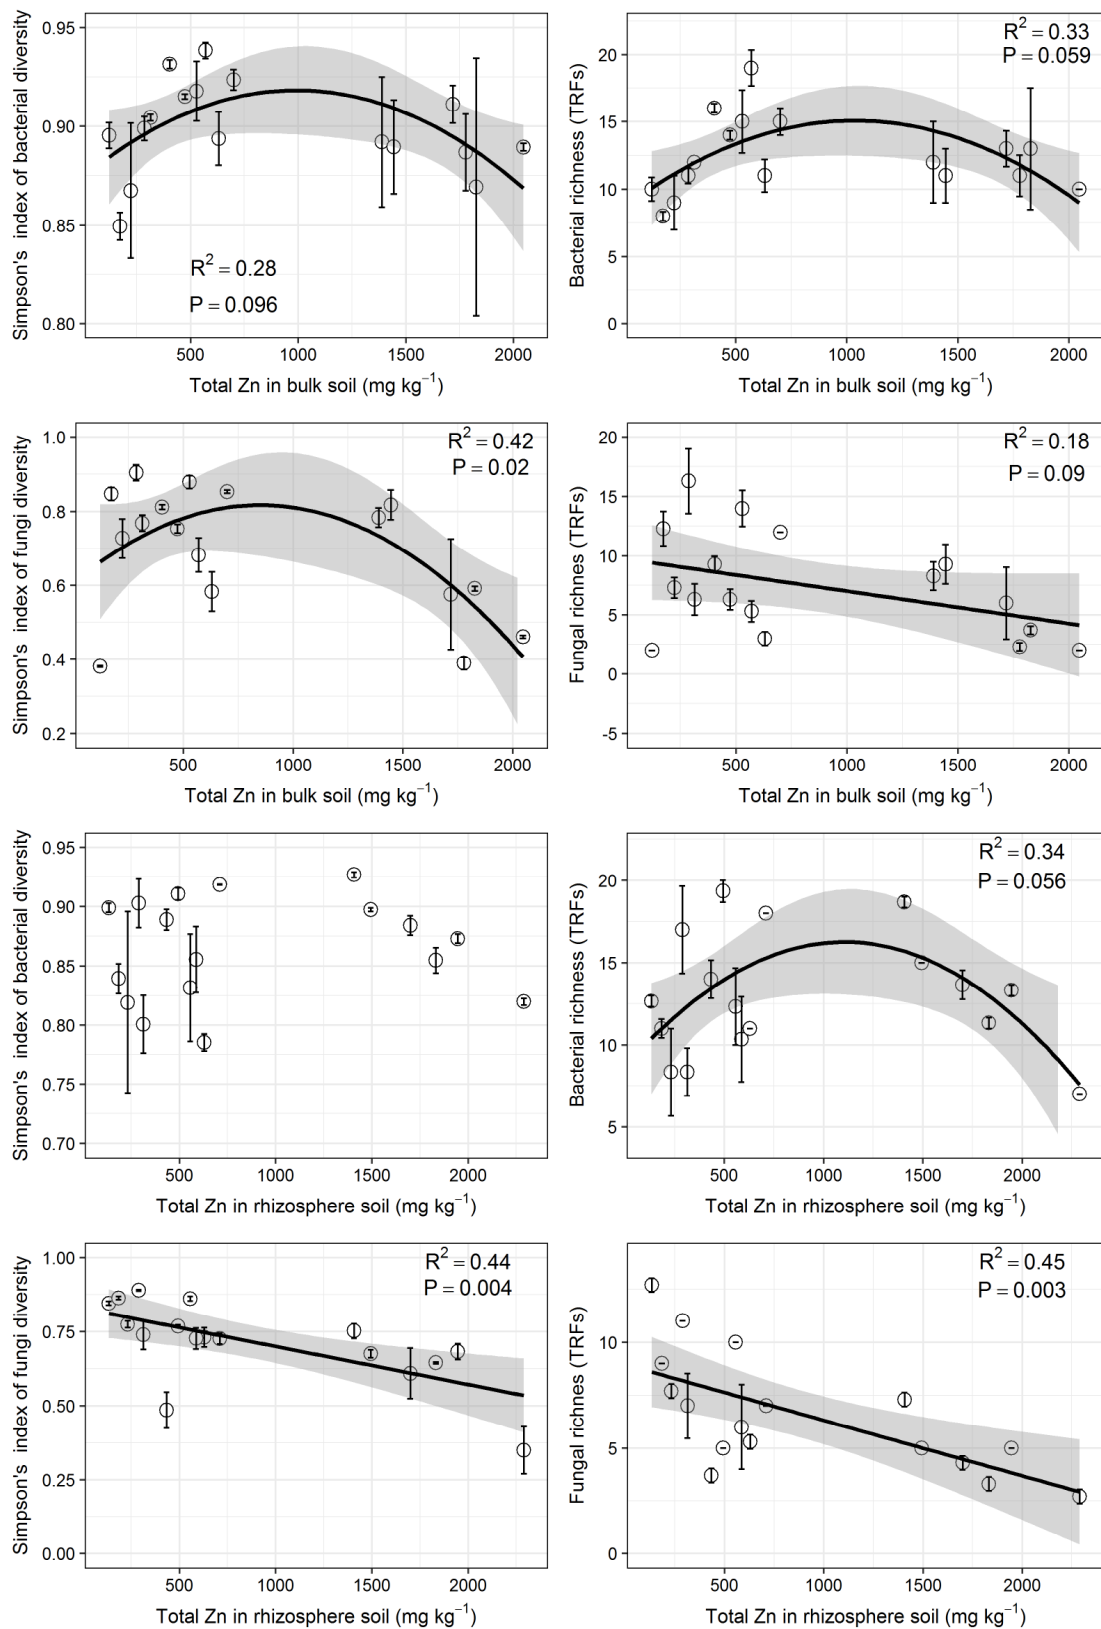 Simpson's index of bacterial diversity
0.95
0.90
0.85
0.80
R² = 0.28
P = 0.096
500 1000 1500 2000
Total Zn in bulk soil (mg kg⁻¹)
Bacterial richness (TRFs)
20
15
10
5
0
R² = 0.33
P = 0.059
500 1000 1500 2000
Total Zn in bulk soil (mg kg⁻¹)
Simpson's index of fungi diversity
1.0
0.8
0.6
0.4
0.2
R² = 0.42
P = 0.02
500 1000 1500 2000
Total Zn in bulk soil (mg kg⁻¹)
Fungal richnes (TRFs)
20
15
10
5
0
-5
R² = 0.18
P = 0.09
500 1000 1500 2000
Total Zn in bulk soil (mg kg⁻¹)
Simpson's index of bacterial diversity
0.95
0.90
0.85
0.80
0.75
0.70
500 1000 1500 2000
Total Zn in rhizosphere soil (mg kg⁻¹)
Bacterial richness (TRFs)
20
15
10
5
R² = 0.34
P = 0.056
500 1000 1500 2000
Total Zn in rhizosphere soil (mg kg⁻¹)
Simpson's index of fungi diversity
1.00
0.75
0.50
0.25
0.00
R² = 0.44
P = 0.004
500 1000 1500 2000
Total Zn in rhizosphere soil (mg kg⁻¹)
Fungal richness (TRFs)
10
5
0
R² = 0.45
P = 0.003
500 1000 1500 2000
Total Zn in rhizosphere soil (mg kg⁻¹)